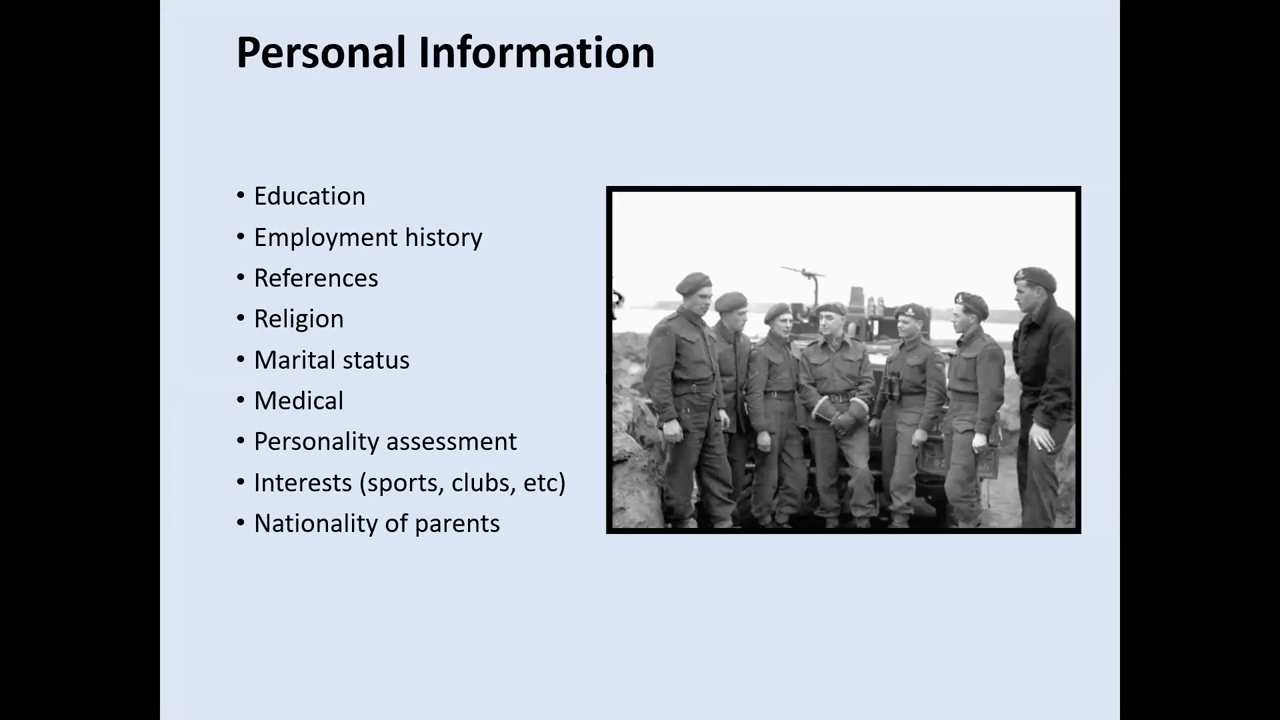 Personal Information
• Education
• Employment history
• References
• Religion
• Marital status
• Medical
• Personality assessment
• Interests (sports, clubs, etc)
• Nationality of parents